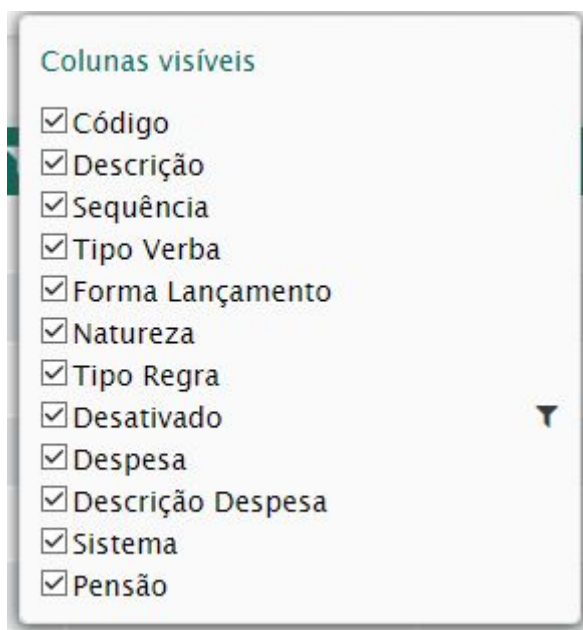 Colunas visíveis
Código
Descrição
Sequência
Tipo Verba
Forma Lançamento
Natureza
Tipo Regra
Desativado
Despesa
Descrição Despesa
Sistema
Pensão